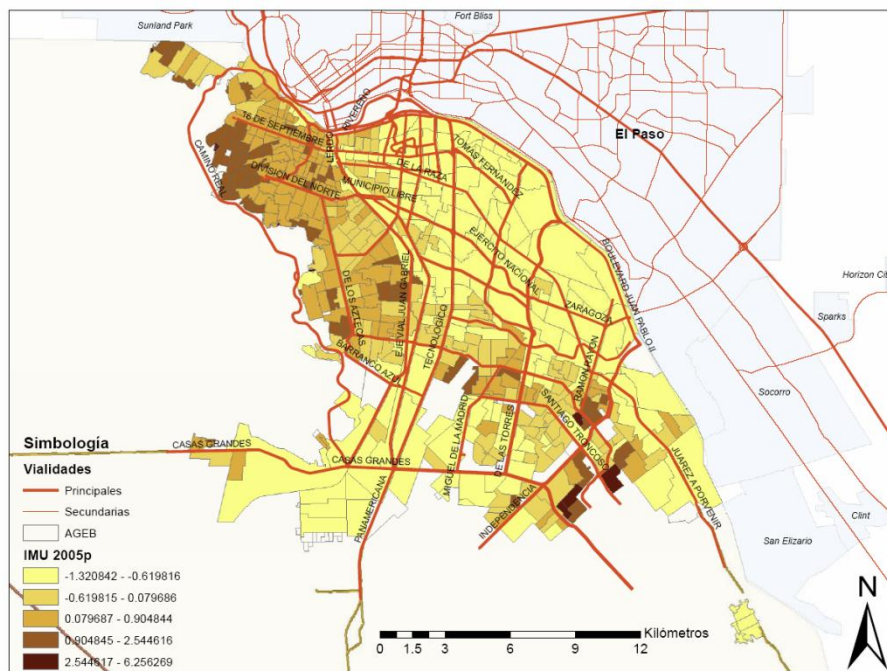 Sunland Park
Fort Bliss
El Paso
16 DE SEPTIEMBRE
RIVEREÑO
LERDO
CAMINO REAL
DE LA RAZA
TOMAS FERNANDEZ
DIVISION DEL NORTE
MUNICIPIO LIBRE
EJERCITO NACIONAL
BOULEVARD JUAN PABLO II
Horizon Cit
ZARAGOZA
Sparks
DE LOS AZTECAS
EJE VIAL JUAN GABRIEL
TECNOLOGICO
Socorro
RAMON RAYON
BARRANCO AZUL
SANTIAGO TRONCOSO
MIGUEL DE LA MADRID
DE LAS TORRES
CASAS GRANDES
CASAS GRANDES
JUAREZ A PORVENIR
PANAMERICANA
INDEPENDENCIA
Clint
San Elizario
Simbología
Vialidades
Principales
Secundarias
AGEB
IMU 2005p
-1.320842 - -0.619816
-0.619815 - 0.079686
0.079687 - 0.904844
0.904845 - 2.544616
2.544617 - 6.256269
N
Kilómetros
0 1.5 3 6 9 12